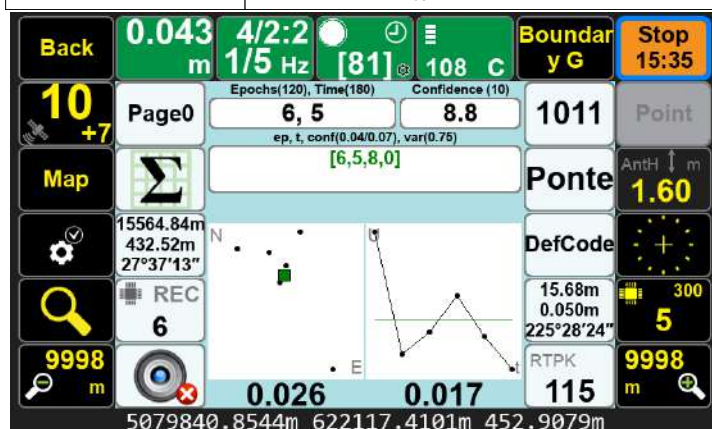 Back
0.043
m
4/2:2
1/5 Hz
[81]
108 C
Boundar
y G
Stop
15:35
10
+7
Page0
Epochs(120), Time(180)
6, 5
Confidence (10)
8.8
1011
Point
ep, t, conf(0.04/0.07), var(0.75)
[6,5,8,0]
Map
Σ
Ponte
AntH m
1.60
15564.84m
432.52m
27°37'13"
N
U
DefCode
REC
6
15.68m
0.050m
225°28'24"
300
5
9998
m
E
t
RTPK
115
9998
m
0.026
0.017
5079840.8544m 622117.4101m 452.9079m